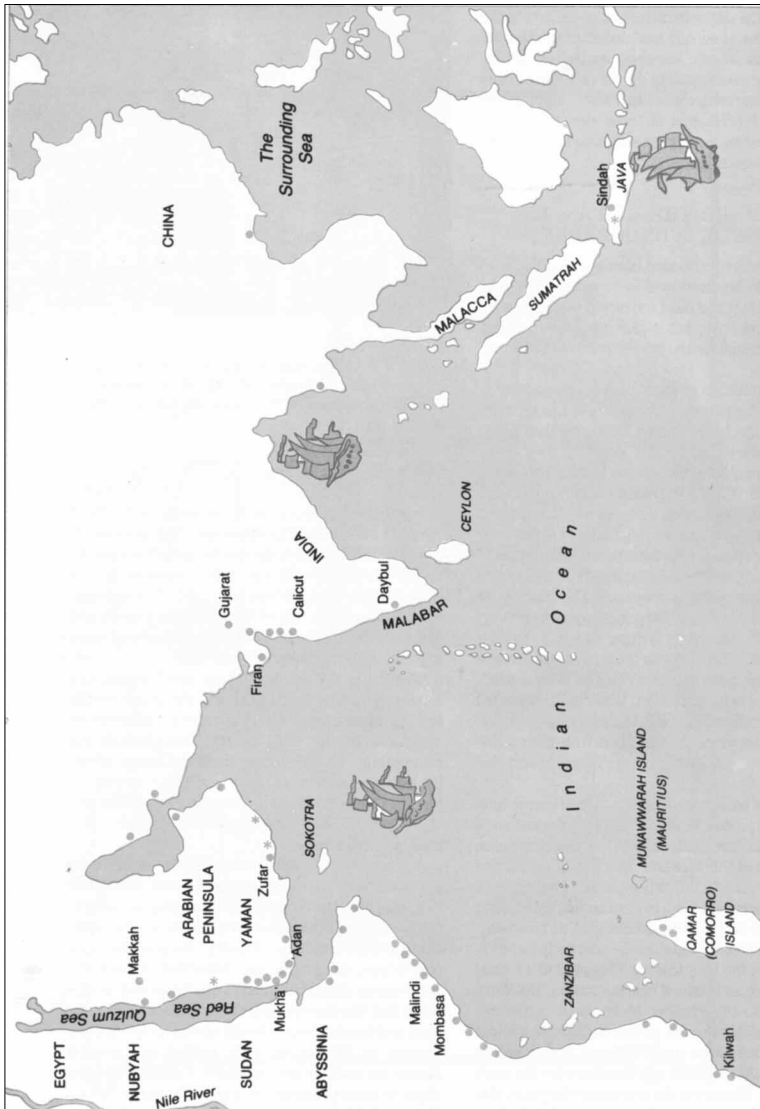 The
Surrounding
Sea
CHINA
Sindah
JAVA
SUMATRAH
MALACCA
CEYLON
INDIA
Gujarat
Calicut
Daybul
MALABAR
Firan
Indian Ocean
SOKOTRA
MUNAWWARAH ISLAND
(MAURITIUS)
ARABIAN
PENINSULA
YAMAN
Zufar
Adan
Makkah
Mukhā'
Red Sea
Qulzum Sea
EGYPT
NUBYAH
SUDAN
ABYSSINIA
Nile River
Malindi
Mombasa
ZANZIBAR
QAMAR
(COMORRO)
ISLAND
Kilwah